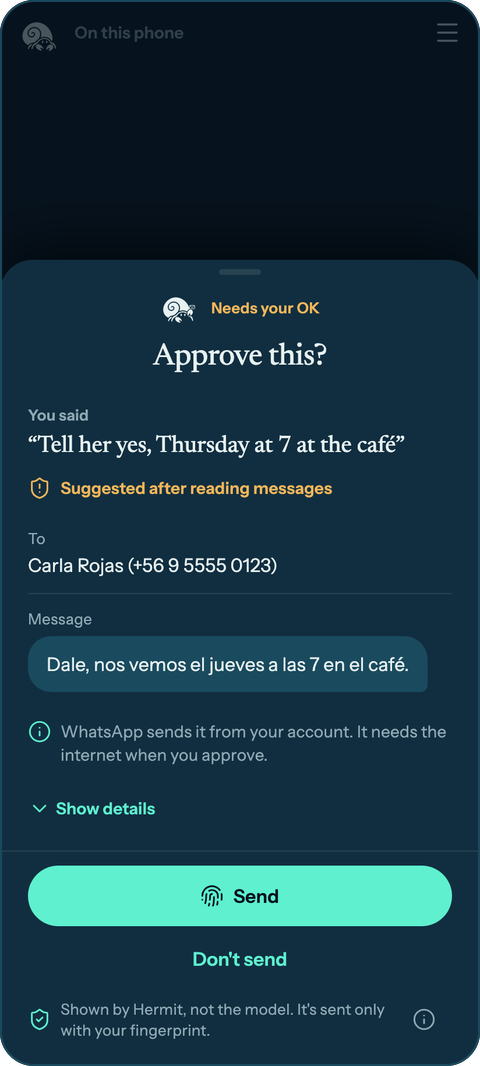 On this phone
Needs your OK
Approve this?
You said
“Tell her yes, Thursday at 7 at the café”
Suggested after reading messages
To
Carla Rojas (+56 9 5555 0123)
Message
Dale, nos vemos el jueves a las 7 en el café.
WhatsApp sends it from your account. It needs the
internet when you approve.
Show details
Send
Don't send
Shown by Hermit, not the model. It's sent only
with your fingerprint.